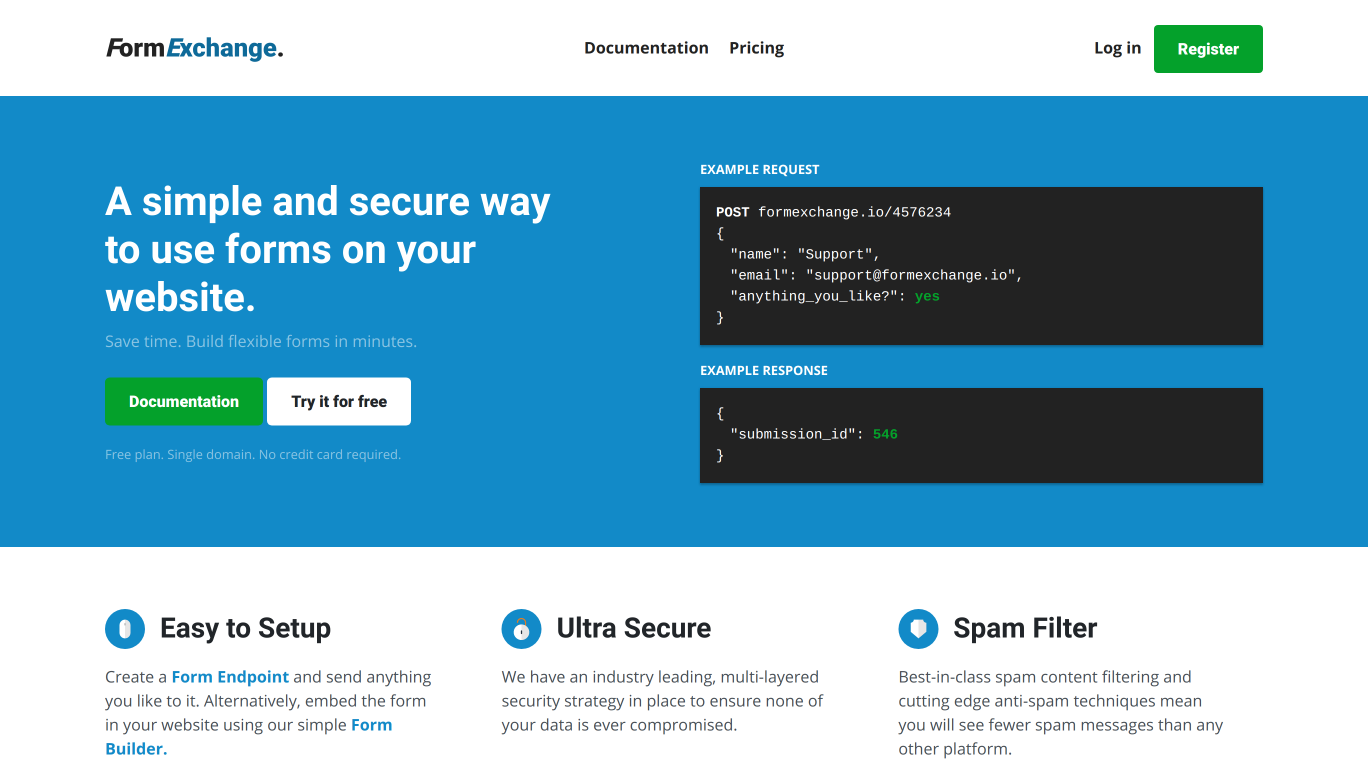 FormExchange.
Documentation Pricing
Log in Register
A simple and secure way
to use forms on your
website.
Save time. Build flexible forms in minutes.
Documentation Try it for free
Free plan. Single domain. No credit card required.
EXAMPLE REQUEST
POST formexchange.io/4576234
{
"name": "Support",
"email": "support@formexchange.io",
"anything_you_like?": yes
}
EXAMPLE RESPONSE
{
"submission_id": 546
}
Easy to Setup
Create a Form Endpoint and send anything
you like to it. Alternatively, embed the form
in your website using our simple Form
Builder.
Ultra Secure
We have an industry leading, multi-layered
security strategy in place to ensure none of
your data is ever compromised.
Spam Filter
Best-in-class spam content filtering and
cutting edge anti-spam techniques mean
you will see fewer spam messages than any
other platform.